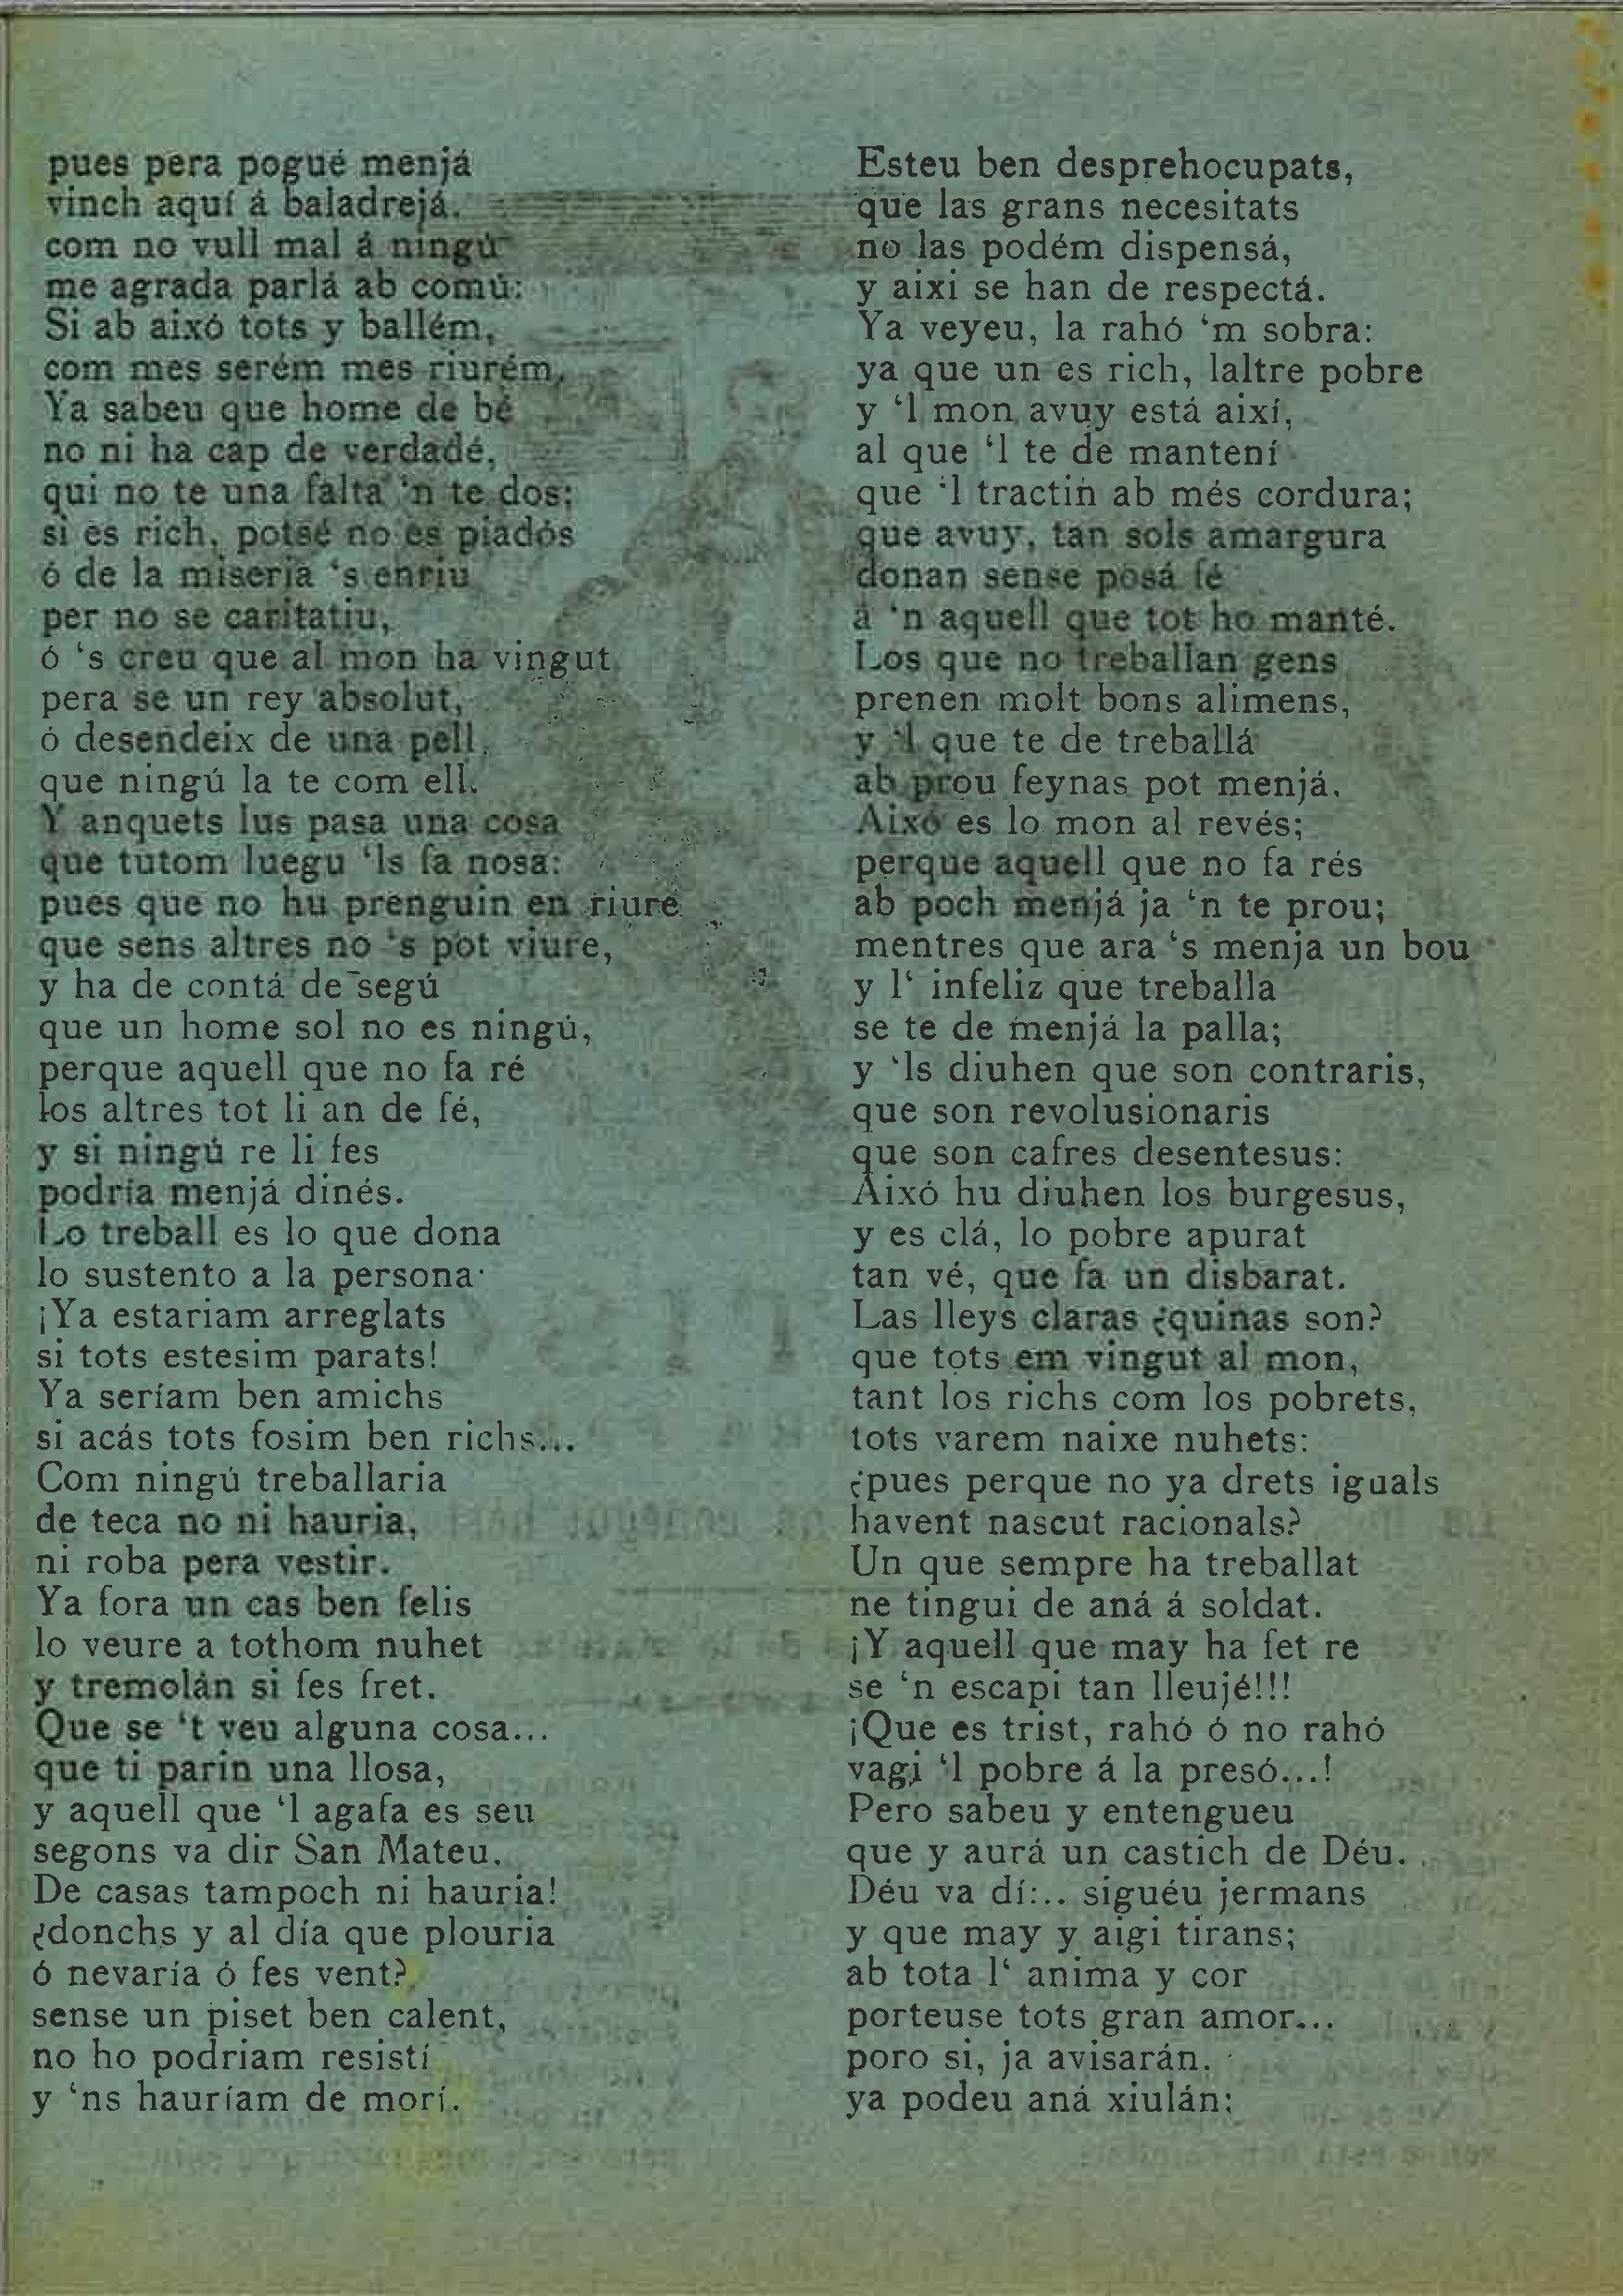 pues pera pogué menjá
vinch aquí á baladrejá.
com no vull mal á ningú
me agrada parlá ab comú:
Si ab aixó tots y ballém,
com mes serém mes riurém,
Ya sabeu que home de bé
no ni ha cap de verdadé,
qui no te una falta 'n te dos;
si es rich, potsé no es piadós
ó de la miseria 's enriu
per no se caritatiu,
ó 's creu que al mon ha vingut
pera se un rey absolut,
ó desendeix de una pell,
que ningú la te com ell.
Y anquets lus pasa una cosa
que tutom luegu 'ls fa nosa:
pues que no hu prenguin en riure
que sens altres no 's pot viure,
y ha de contá de segú
que un home sol no es ningú,
perque aquell que no fa ré
los altres tot li an de fé,
y si ningú re li fes
podría menjá dinés.
Lo treball es lo que dona
lo sustento a la persona·
¡Ya estariam arreglats
si tots estesim parats!
Ya seríam ben amichs
si acás tots fosim ben richs...
Com ningú treballaria
de teca no ni hauria,
ni roba pera vestir.
Ya fora un cas ben felis
lo veure a tothom nuhet
y tremolán si fes fret.
Que se 't veu alguna cosa...
que ti parin una llosa,
y aquell que 'l agafa es seu
segons va dir San Mateu.
De casas tampoch ni hauria!
¿donchs y al día que plouria
ó nevaría ó fes vent?
sense un piset ben calent,
no ho podriam resistí
y 'ns hauríam de morí.
Esteu ben desprehocupats,
que las grans necesitats
no las podém dispensá,
y aixi se han de respectá.
Ya veyeu, la rahó 'm sobra:
ya que un es rich, laltre pobre
y 'l mon avuy está així,
al que 'l te de mantení
que 'l tractin ab més cordura;
que avuy, tan sols amargura
donan sense posá fé
á 'n aquell que tot ho manté.
Los que no treballan gens
prenen molt bons alimens,
y 'l que te de treballá
ab prou feynas pot menjá.
Aixó es lo mon al revés;
perque aquell que no fa rés
ab poch menjá ja 'n te prou;
mentres que ara 's menja un bou
y l' infeliz que treballa
se te de menjá la palla;
y 'ls diuhen que son contraris,
que son revolusionaris
que son cafres desentesus:
Aixó hu diuhen los burgesus,
y es clá, lo pobre apurat
tan vé, que fa un disbarat.
Las lleys claras ¿quinas son?
que tots em vingut al mon,
tant los richs com los pobrets,
tots varem naixe nuhets:
¿pues perque no ya drets iguals
havent nascut racionals?
Un que sempre ha treballat
ne tingui de aná á soldat.
¡Y aquell que may ha fet re
se 'n escapi tan lleujé!!!
¡Que es trist, rahó ó no rahó
vagi 'l pobre á la presó...!
Pero sabeu y entengueu
que y aurá un castich de Déu.
Déu va dí:.. siguéu jermans
y que may y aigi tirans;
ab tota l' anima y cor
porteuse tots gran amor...
poro si, ja avisarán.
ya podeu aná xiulán: